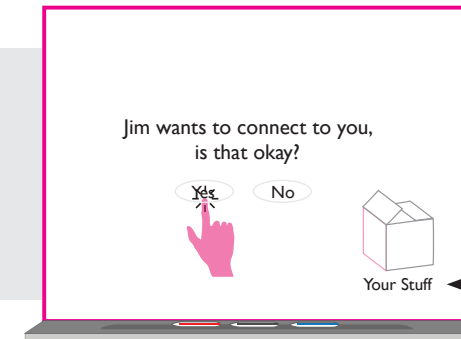 Jim wants to connect to you,
is that okay?
Yes No
Your Stuff